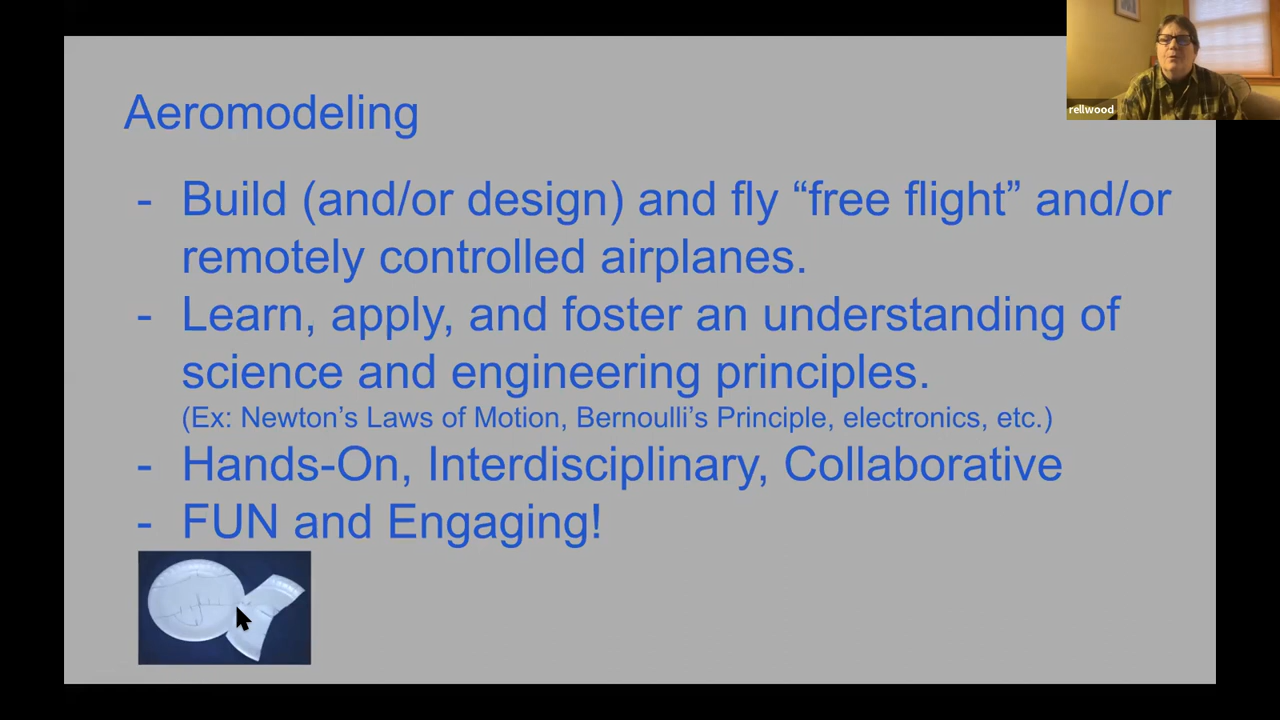 rellwood
Aeromodeling
- Build (and/or design) and fly “free flight” and/or
remotely controlled airplanes.
- Learn, apply, and foster an understanding of
science and engineering principles.
(Ex: Newton’s Laws of Motion, Bernoulli’s Principle, electronics, etc.)
- Hands-On, Interdisciplinary, Collaborative
- FUN and Engaging!